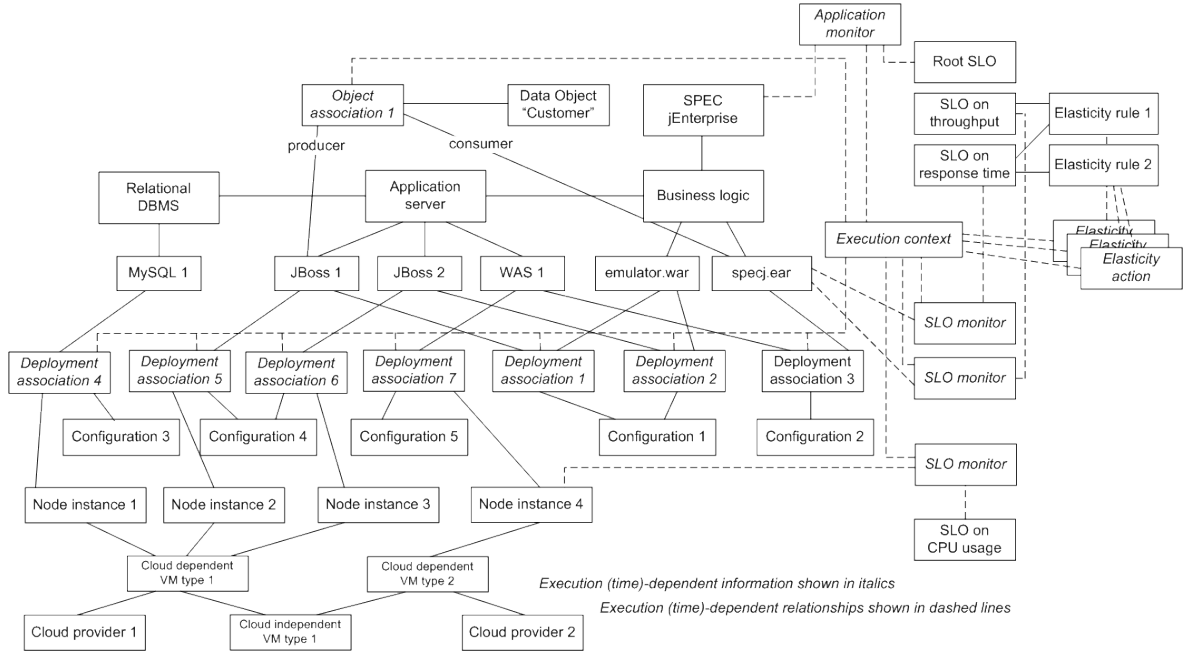 Application
monitor
Root SLO
Object
association 1
Data Object
“Customer”
SPEC
jEnterprise
SLO on
throughput
Elasticity rule 1
producer
consumer
SLO on
response time
Elasticity rule 2
Relational
DBMS
Application
server
Business logic
Execution context
Elasticity
Elasticity
Elasticity
action
MySQL 1
JBoss 1
JBoss 2
WAS 1
emulator.war
specj.ear
SLO monitor
Deployment
association 4
Deployment
association 5
Deployment
association 6
Deployment
association 7
Deployment
association 1
Deployment
association 2
Deployment
association 3
SLO monitor
Configuration 3
Configuration 4
Configuration 5
Configuration 1
Configuration 2
SLO monitor
Node instance 1
Node instance 2
Node instance 3
Node instance 4
SLO on
CPU usage
Cloud dependent
VM type 1
Cloud dependent
VM type 2
Execution (time)-dependent information shown in italics
Execution (time)-dependent relationships shown in dashed lines
Cloud provider 1
Cloud independent
VM type 1
Cloud provider 2